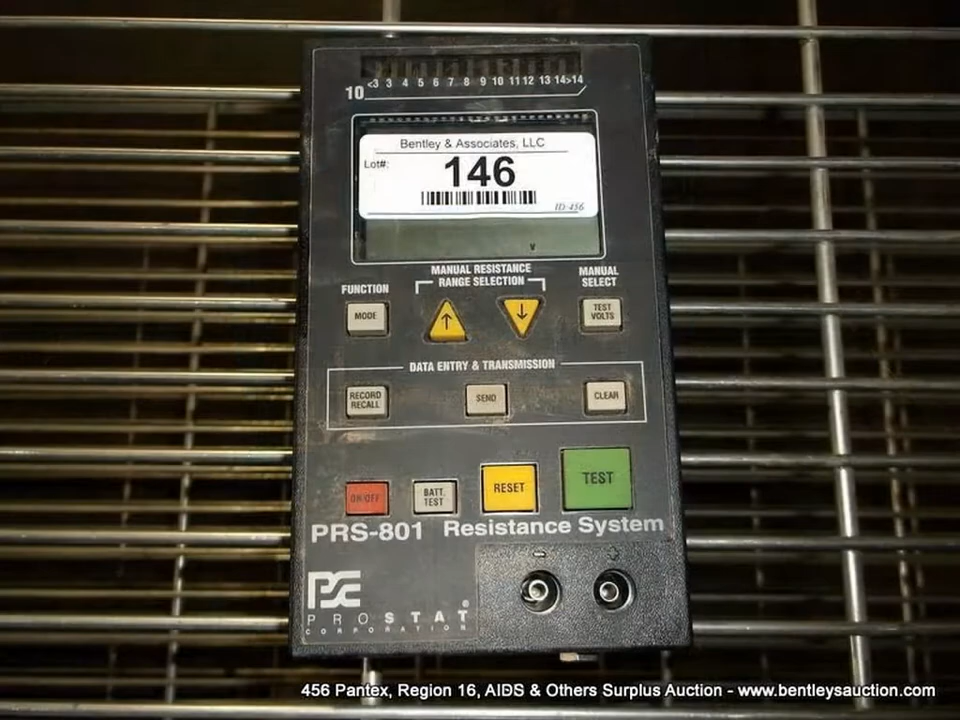 <3 3 4 5 6 7 8 9 10 11 12 13 14 >14
10
Bentley & Associates, LLC
Lot#: 146
ID:456
V
MANUAL RESISTANCE
RANGE SELECTION
MANUAL
SELECT
FUNCTION
MODE
↑
↓
TEST
VOLTS
DATA ENTRY & TRANSMISSION
RECORD
RECALL
SEND
CLEAR
ON/OFF
BATT.
TEST
RESET
TEST
PRS-801 Resistance System
- +
PROSTAT®
CORPORATION
456 Pantex, Region 16, AIDS & Others Surplus Auction - www.bentleysauction.com